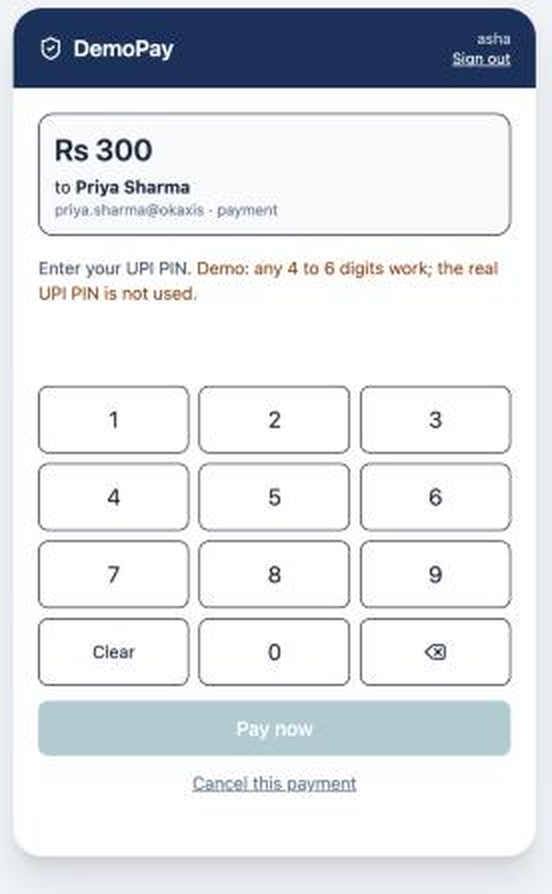 DemoPay
asha
Sign out
Rs 300
to Priya Sharma
priya.sharma@okaxis · payment
Enter your UPI PIN. Demo: any 4 to 6 digits work; the real
UPI PIN is not used.
1 2 3
4 5 6
7 8 9
Clear 0
Pay now
Cancel this payment